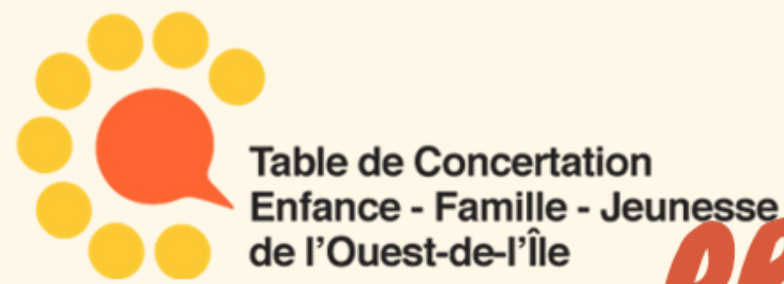 Table de Concertation
Enfance - Famille - Jeunesse
de l'Ouest-de-l'Île